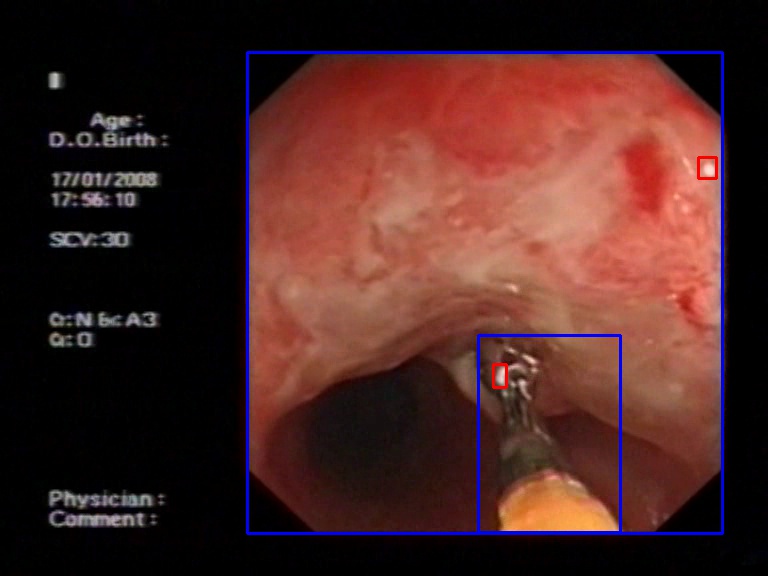 Age:
D.O.Birth:
17/01/2008
17:56:10
SCV:30
Physician:
Comment: